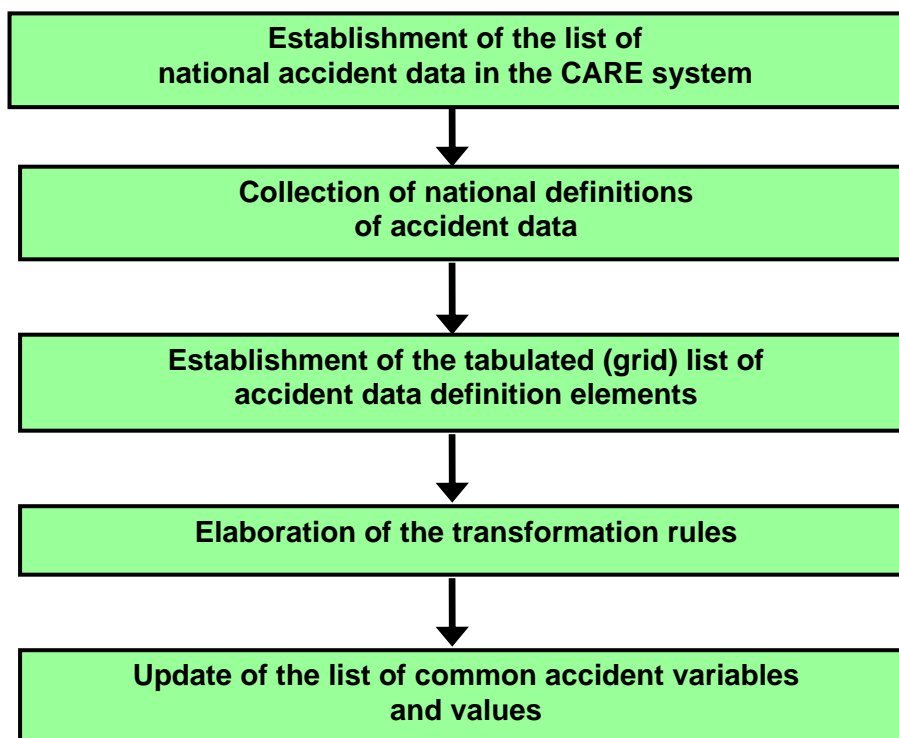 Establishment of the list of
national accident data in the CARE system
Collection of national definitions
of accident data
Establishment of the tabulated (grid) list of
accident data definition elements
Elaboration of the transformation rules
Update of the list of common accident variables
and values